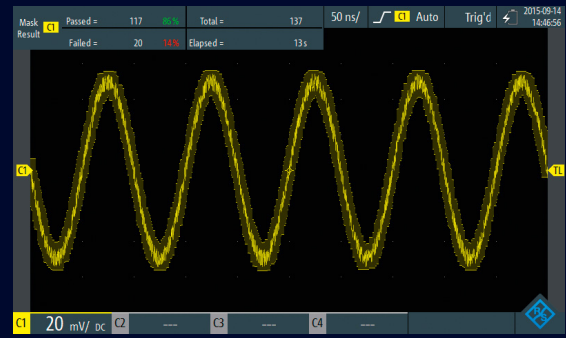 Mask Result C1 Passed = 117 86% Total = 137 50 ns/ C1 Auto Trig'd 2015-09-14 14:46:56
Failed = 20 14% Elapsed = 13 s
C1 TL
C1 20 mV/ DC C2 --- C3 --- C4 ---
R&S